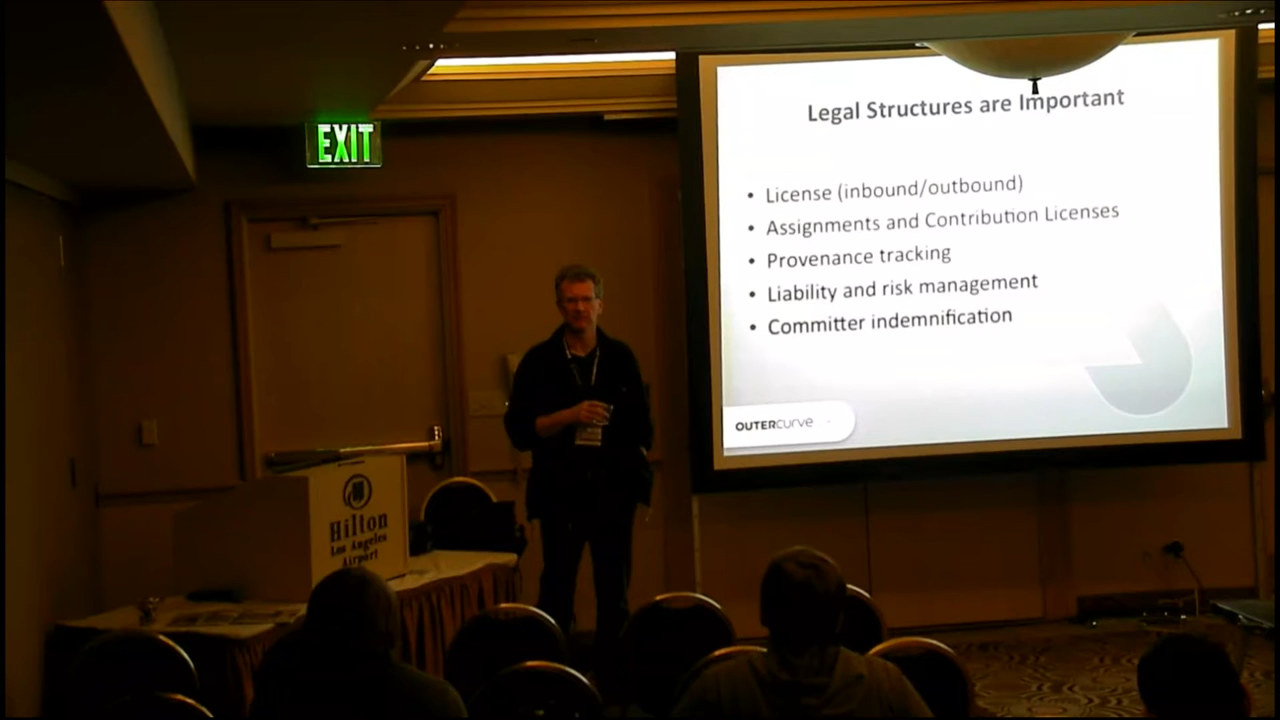 EXIT
Legal Structures are Important
• License (inbound/outbound)
• Assignments and Contribution Licenses
• Provenance tracking
• Liability and risk management
• Committer indemnification
OUTERcurve
Hilton
Los Angeles
Airport